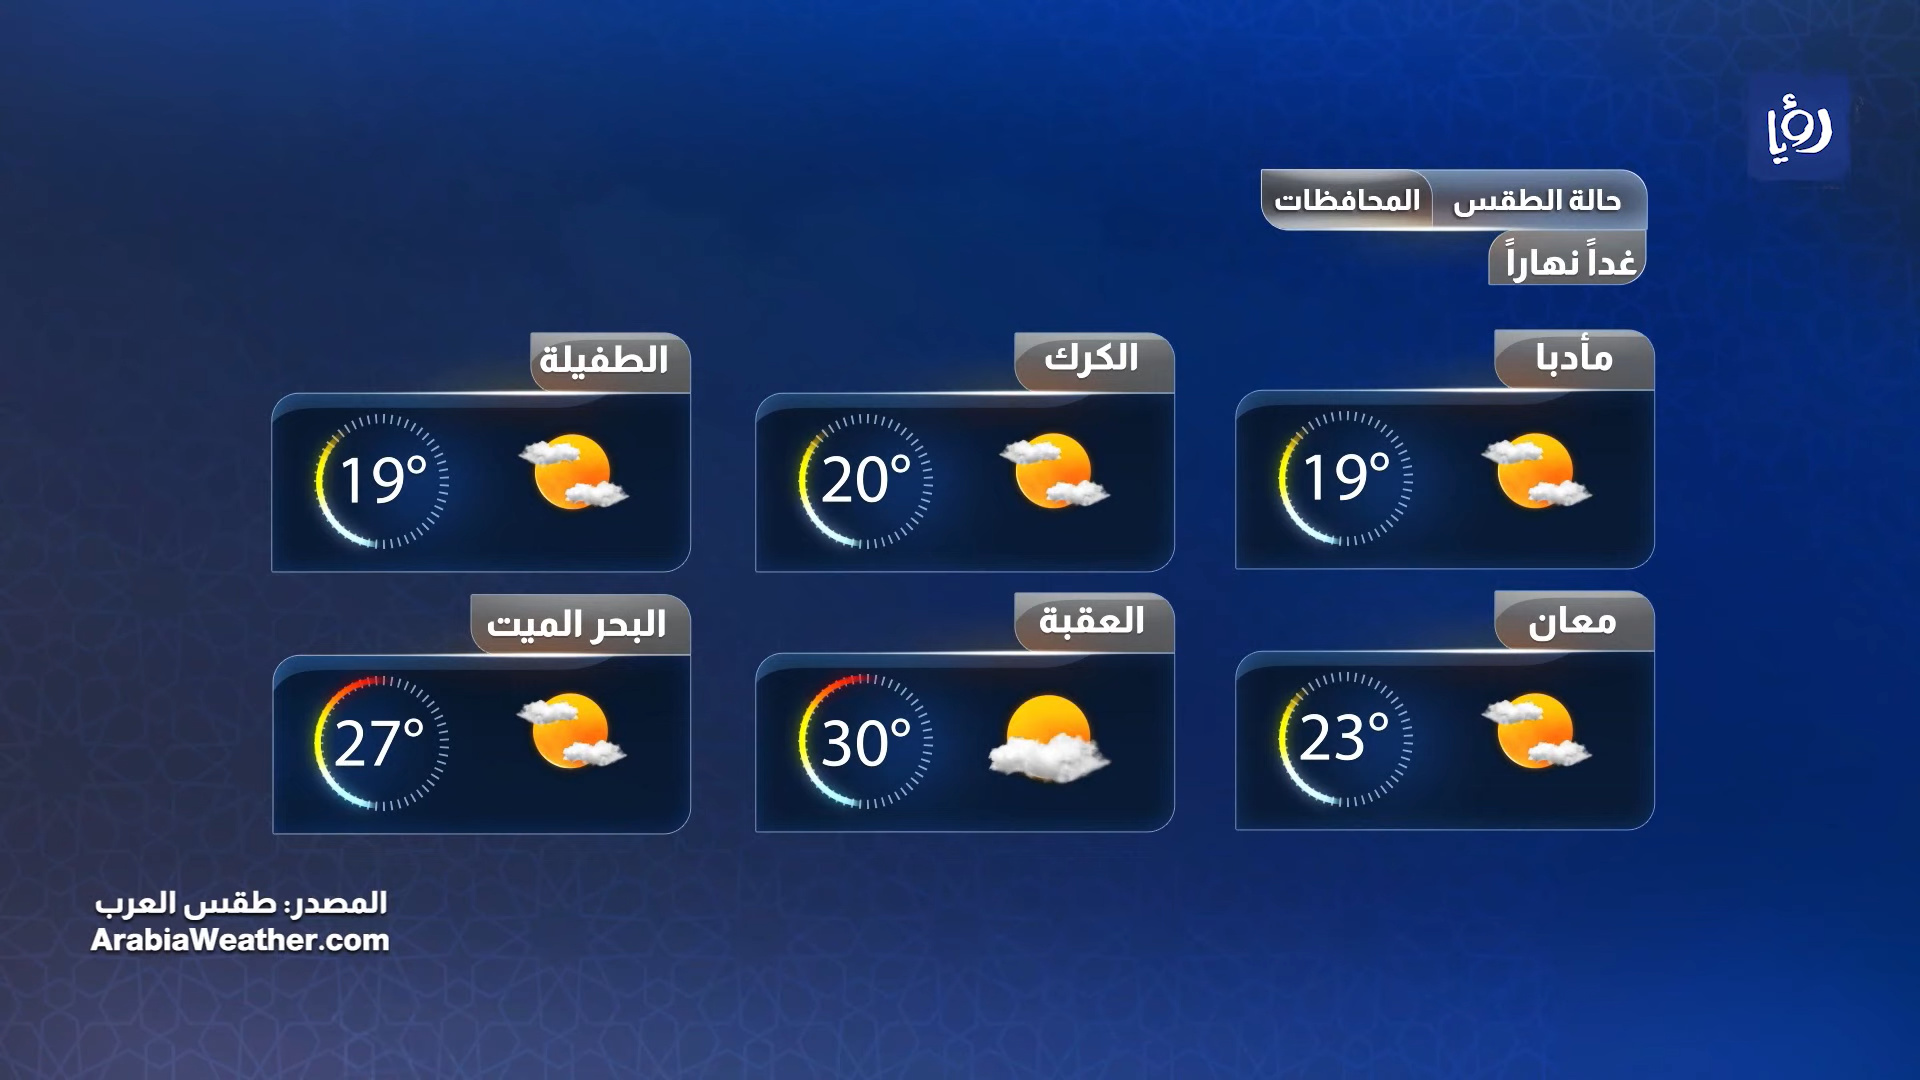 رؤيا
حالة الطقس المحافظات
غداً نهاراً
مأدبا
19°
الكرك
20°
الطفيلة
19°
معان
23°
العقبة
30°
البحر الميت
27°
المصدر: طقس العرب
ArabiaWeather.com